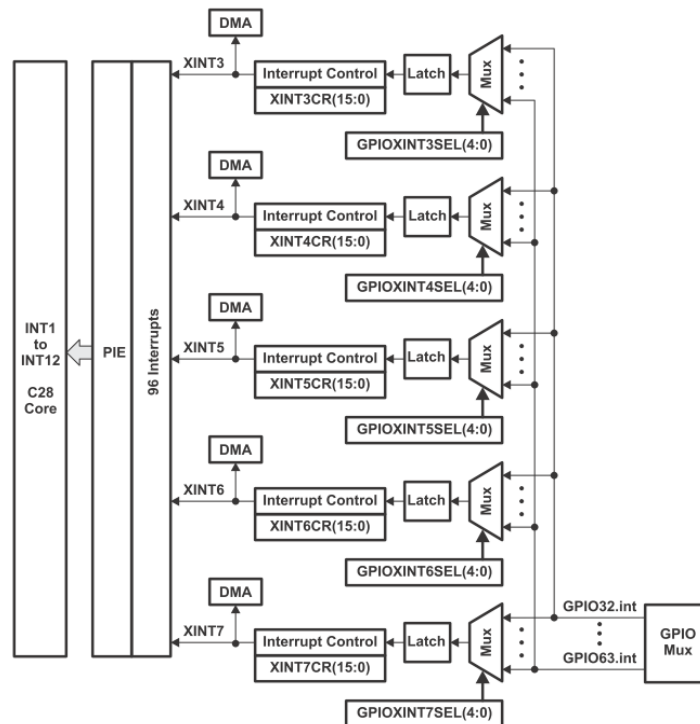 DMA
XINT3
Interrupt Control
XINT3CR(15:0)
Latch
Mux
GPIOXINT3SEL(4:0)
DMA
XINT4
Interrupt Control
XINT4CR(15:0)
Latch
Mux
GPIOXINT4SEL(4:0)
INT1
to
INT12
C28
Core
PIE
96 Interrupts
DMA
XINT5
Interrupt Control
XINT5CR(15:0)
Latch
Mux
GPIOXINT5SEL(4:0)
DMA
XINT6
Interrupt Control
XINT6CR(15:0)
Latch
Mux
GPIOXINT6SEL(4:0)
DMA
XINT7
Interrupt Control
XINT7CR(15:0)
Latch
Mux
GPIOXINT7SEL(4:0)
GPIO32.int
GPIO63.int
GPIO
Mux